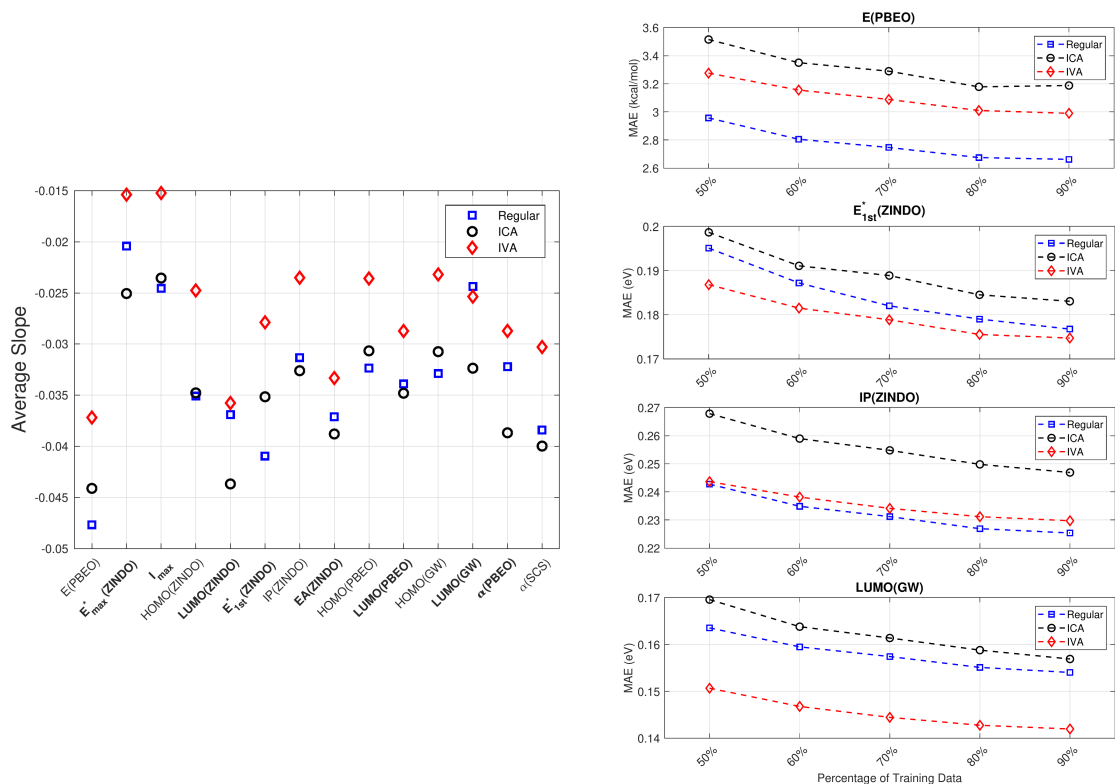 -0.015
-0.02
-0.025
-0.03
-0.035
-0.04
-0.045
-0.05
Average Slope
Regular
ICA
IVA
E(PBEO)
E*max (ZINDO)
Imax
HOMO(ZINDO)
LUMO(ZINDO)
E*1st (ZINDO)
IP(ZINDO)
EA(ZINDO)
HOMO(PBEO)
LUMO(PBEO)
HOMO(GW)
LUMO(GW)
α(PBEO)
α(SCS)
E(PBEO)
3.6
3.4
3.2
3
2.8
2.6
MAE (kcal/mol)
Regular
ICA
IVA
50%
60%
70%
80%
90%
E*1st(ZINDO)
0.2
0.19
0.18
0.17
MAE (eV)
Regular
ICA
IVA
50%
60%
70%
80%
90%
IP(ZINDO)
0.27
0.26
0.25
0.24
0.23
0.22
MAE (eV)
Regular
ICA
IVA
50%
60%
70%
80%
90%
LUMO(GW)
0.17
0.16
0.15
0.14
MAE (eV)
Regular
ICA
IVA
50%
60%
70%
80%
90%
Percentage of Training Data